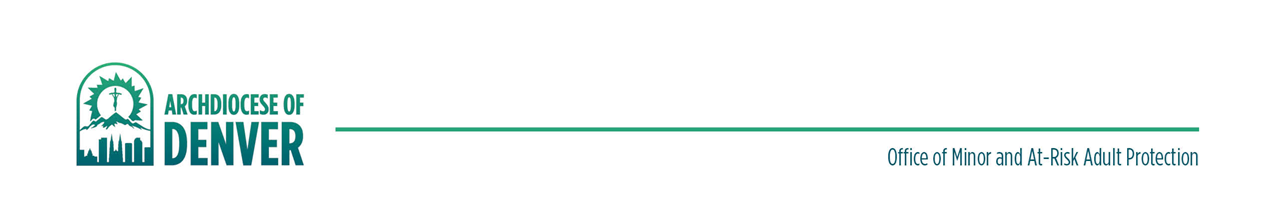 ARCHDIOCESE OF
DENVER
Office of Minor and At-Risk Adult Protection